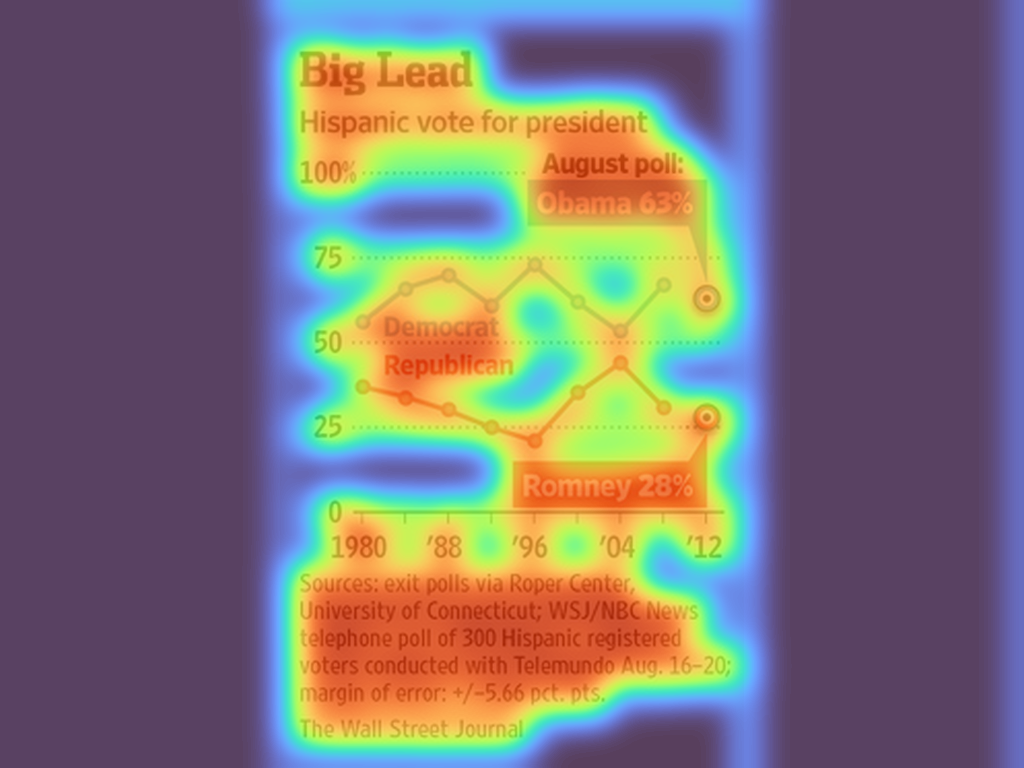 Big Lead
Hispanic vote for president
100%
August poll:
Obama 63%
75
Democrat
50
Republican
25
Romney 28%
0
1980 '88 '96 '04 '12
Sources: exit polls via Roper Center,
University of Connecticut; WSJ/NBC News
telephone poll of 300 Hispanic registered
voters conducted with Telemundo Aug. 16–20;
margin of error: +/–5.66 pct. pts.
The Wall Street Journal